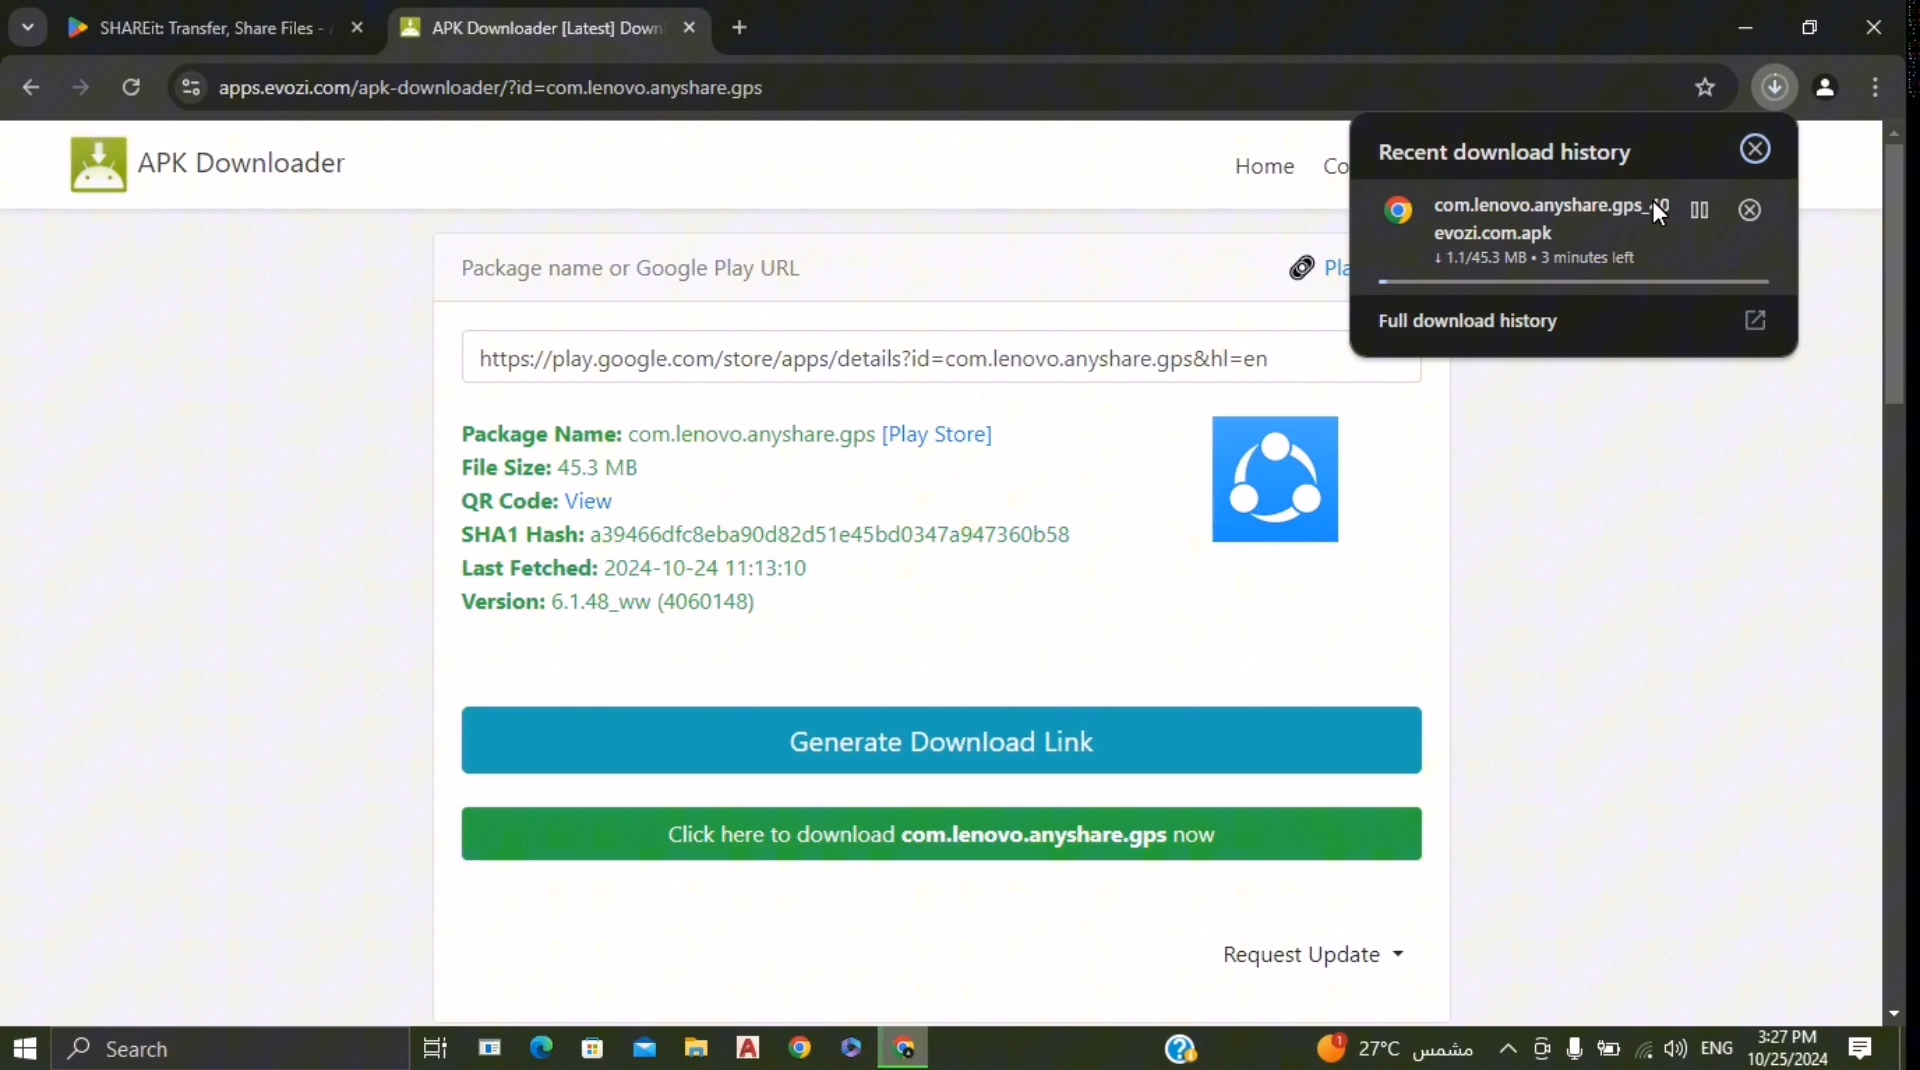 SHAREit: Transfer, Share Files -
APK Downloader [Latest] Down
apps.evozi.com/apk-downloader/?id=com.lenovo.anyshare.gps
APK Downloader
Home
Recent download history
com.lenovo.anyshare.gps_
evozi.com.apk
↓ 1.1/45.3 MB • 3 minutes left
Full download history
Package name or Google Play URL
https://play.google.com/store/apps/details?id=com.lenovo.anyshare.gps&hl=en
Package Name: com.lenovo.anyshare.gps [Play Store]
File Size: 45.3 MB
QR Code: View
SHA1 Hash: a39466dfc8eba90d82d51e45bd0347a947360b58
Last Fetched: 2024-10-24 11:13:10
Version: 6.1.48_ww (4060148)
Generate Download Link
Click here to download com.lenovo.anyshare.gps now
Request Update
Search
1
27°C مشمس
ENG
3:27 PM
10/25/2024